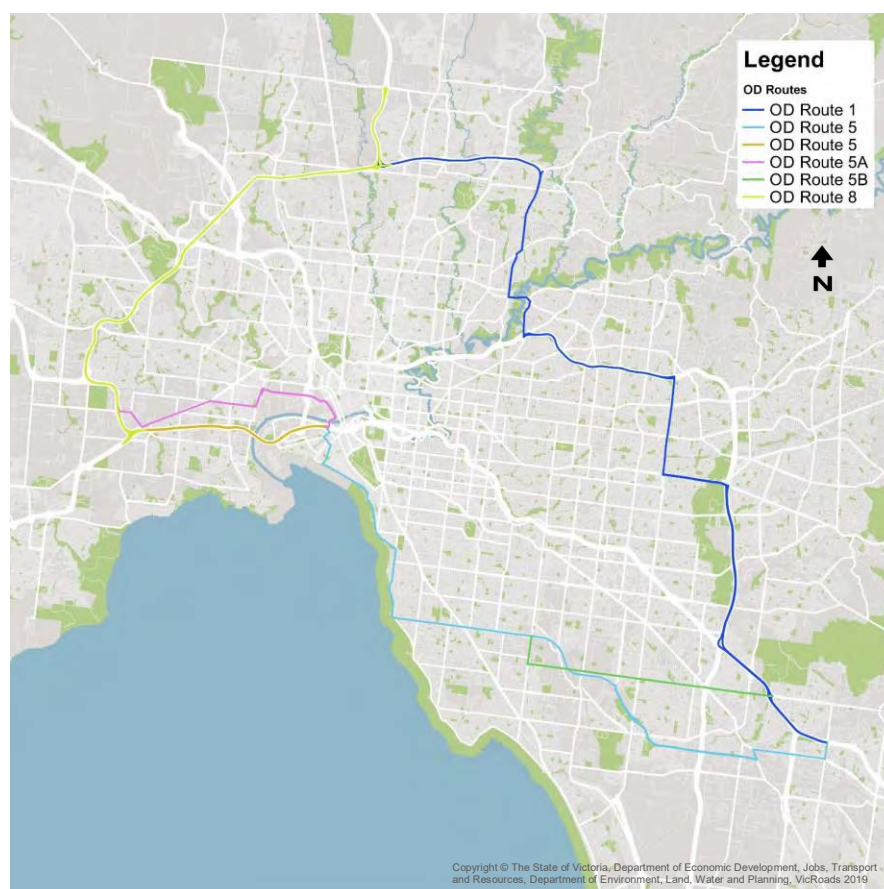 Legend
OD Routes
OD Route 1
OD Route 5
OD Route 5
OD Route 5A
OD Route 5B
OD Route 8
N
Copyright © The State of Victoria, Department of Economic Development, Jobs, Transport
and Resources, Department of Environment, Land, Water and Planning, VicRoads 2019